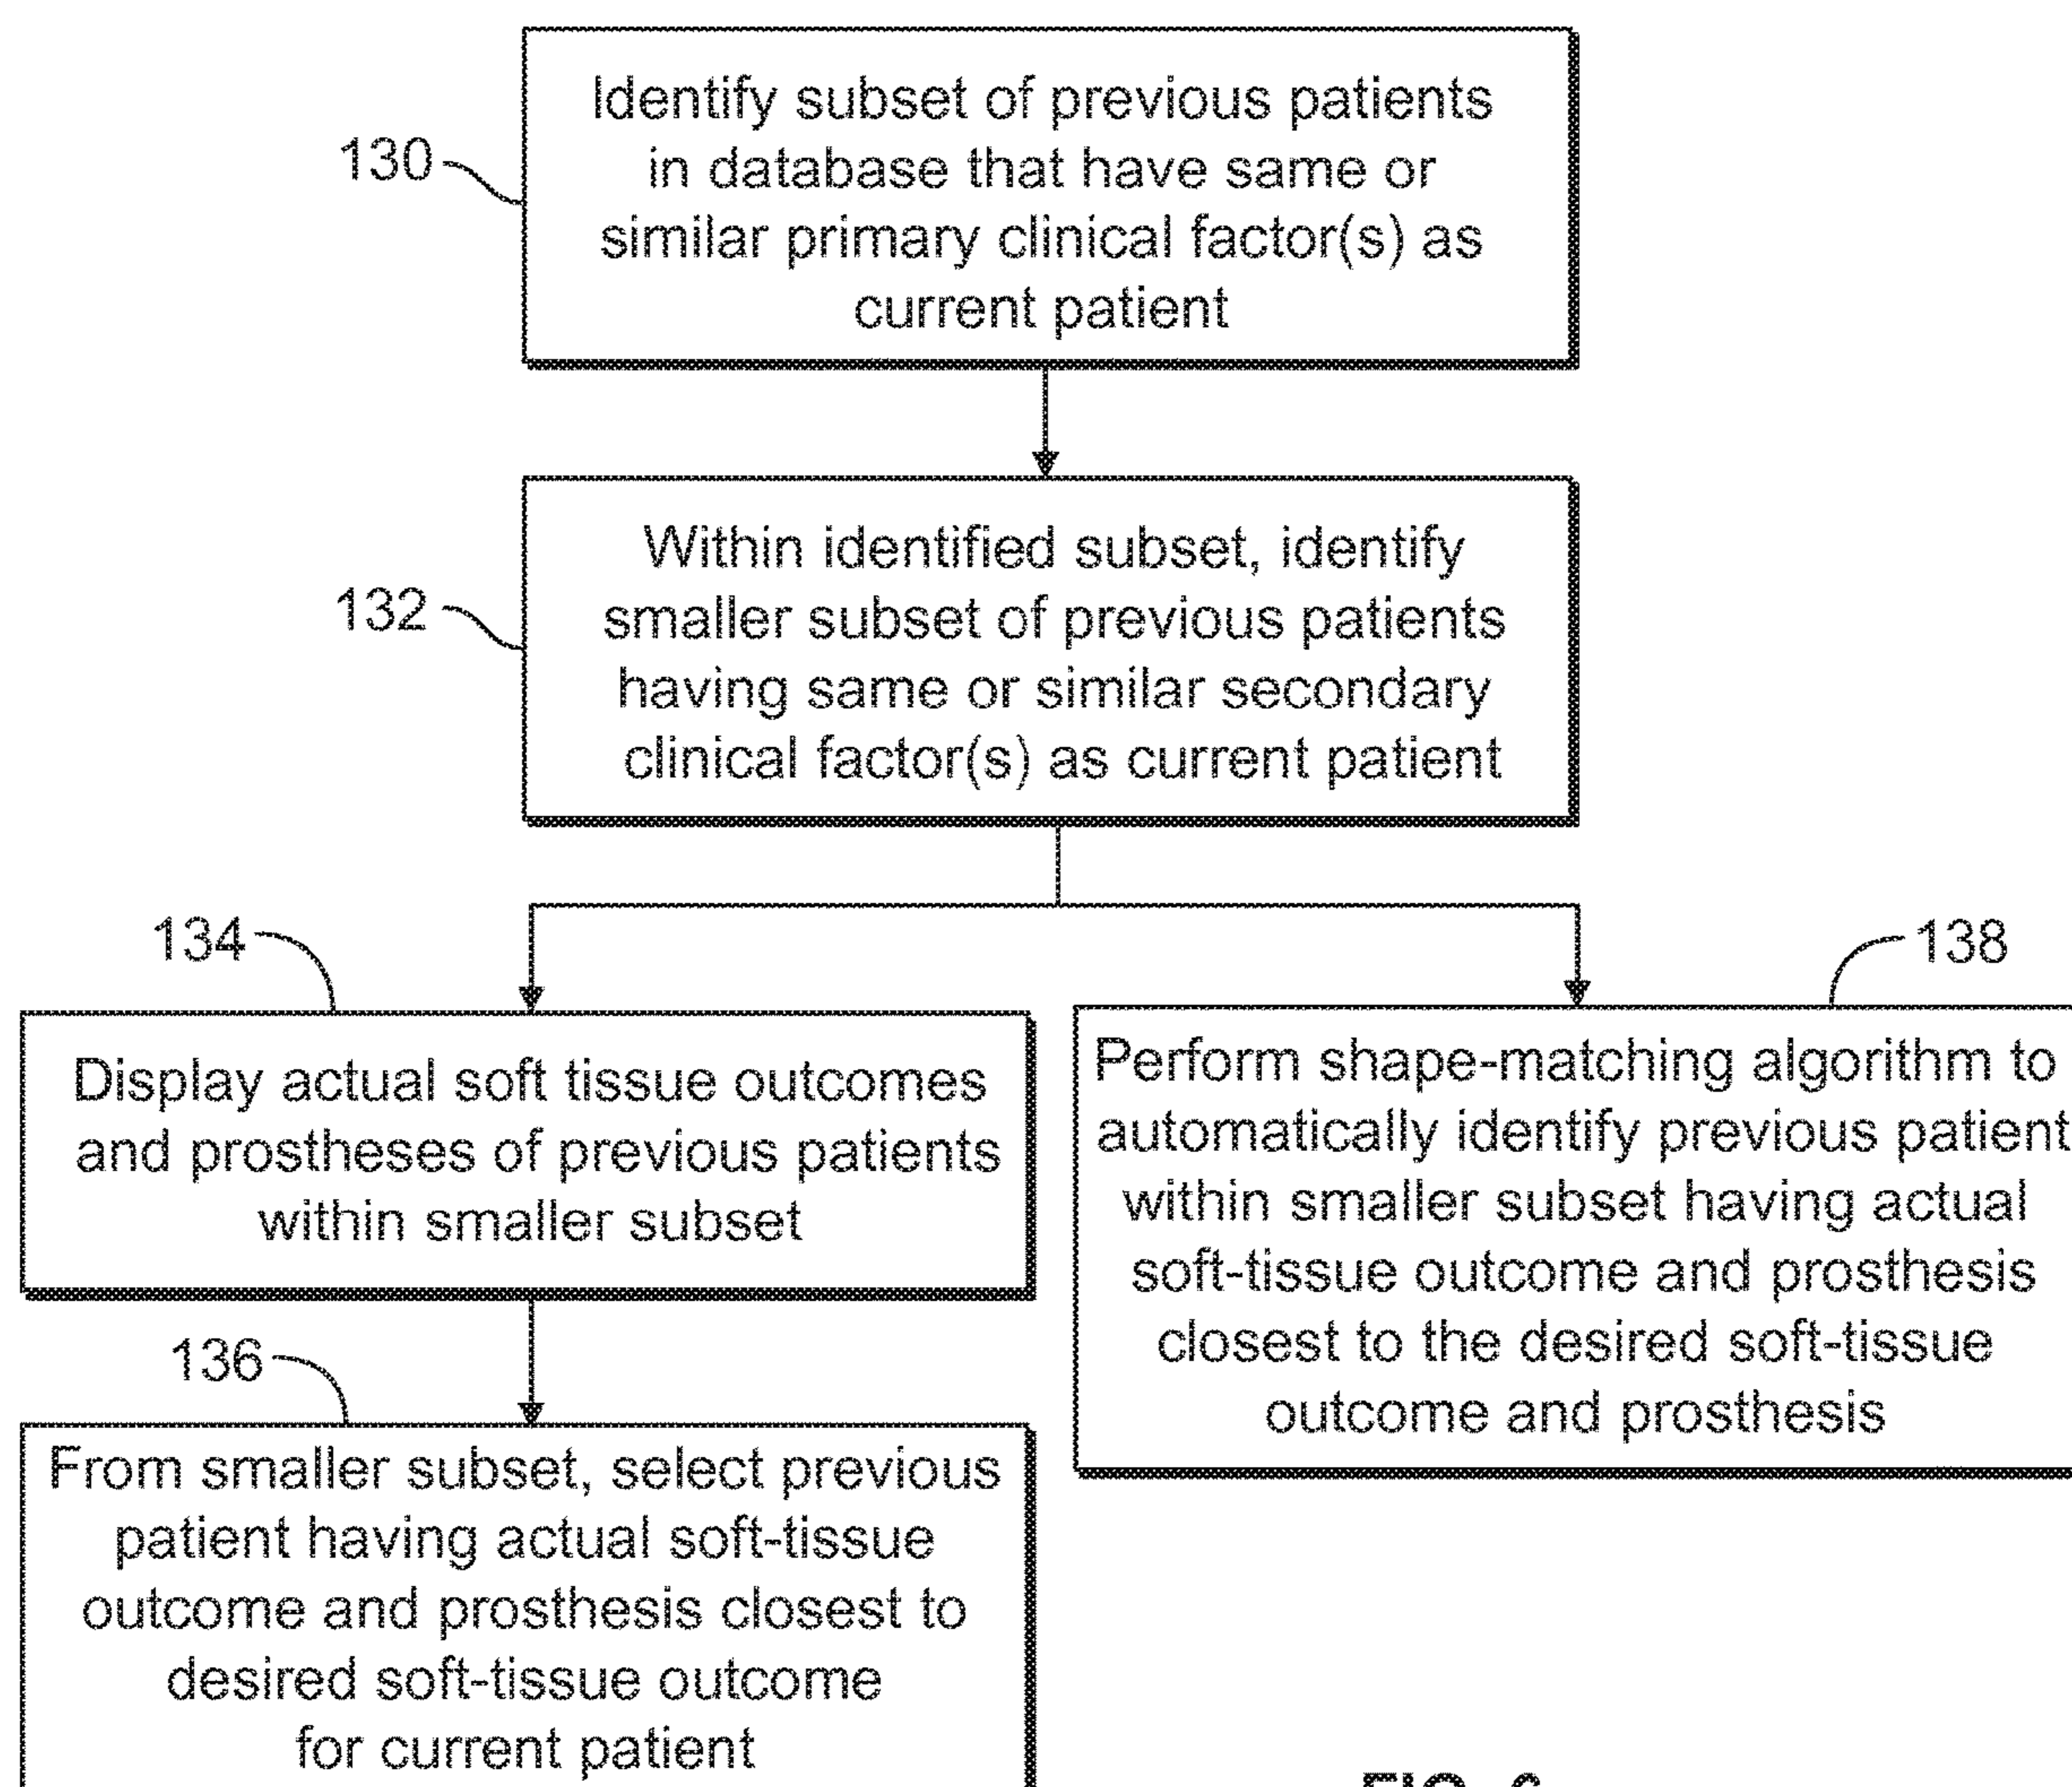 130
Identify subset of previous patients
in database that have same or
similar primary clinical factor(s) as
current patient
132
Within identified subset, identify
smaller subset of previous patients
having same or similar secondary
clinical factor(s) as current patient
134
Display actual soft tissue outcomes
and prostheses of previous patients
within smaller subset
136
From smaller subset, select previous
patient having actual soft-tissue
outcome and prosthesis closest to
desired soft-tissue outcome
for current patient
138
Perform shape-matching algorithm to
automatically identify previous patient
within smaller subset having actual
soft-tissue outcome and prosthesis
closest to the desired soft-tissue
outcome and prosthesis
FIG. 6